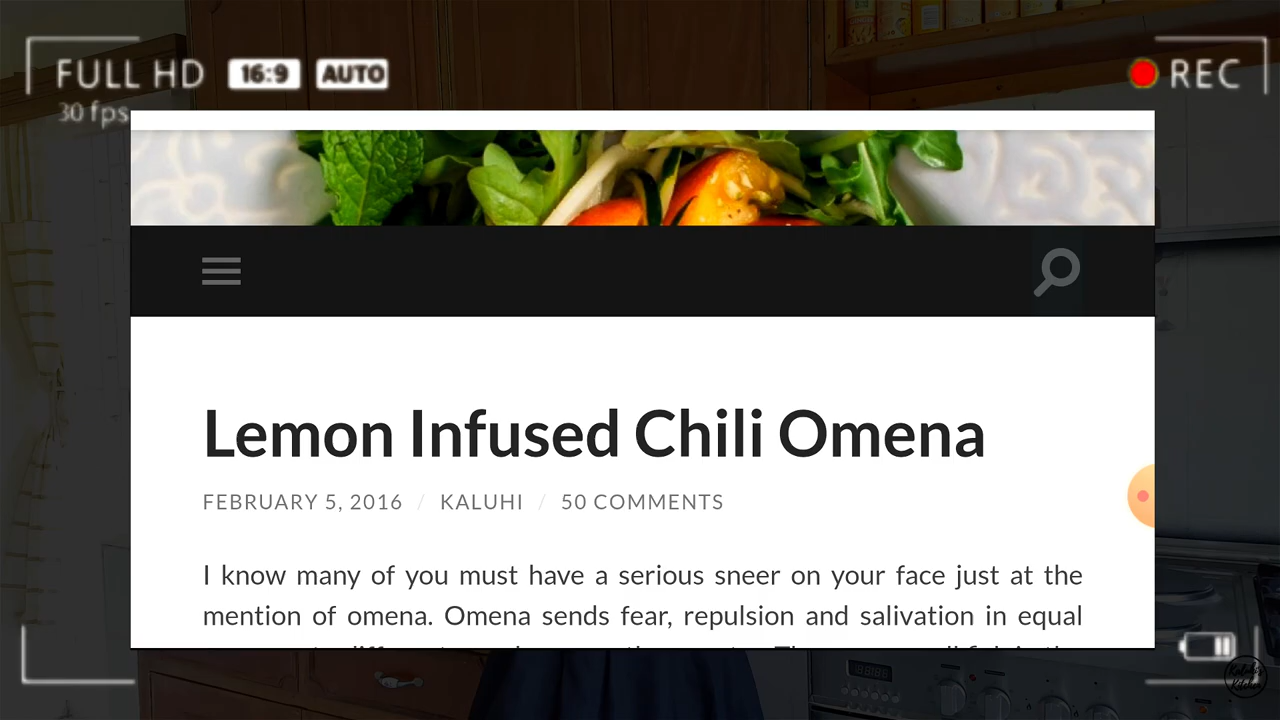 FULL HD 16:9 AUTO
REC
30 fps
Lemon Infused Chili Omena
FEBRUARY 5, 2016 / KALUHI / 50 COMMENTS
I know many of you must have a serious sneer on your face just at the
mention of omena. Omena sends fear, repulsion and salivation in equal
Kaluhi's
Kitchen